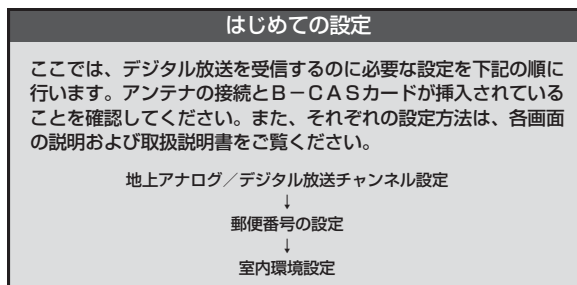 はじめての設定
ここでは、デジタル放送を受信するのに必要な設定を下記の順に
行います。アンテナの接続とB－CASカードが挿入されている
ことを確認してください。また、それぞれの設定方法は、各画面
の説明および取扱説明書をご覧ください。
地上アナログ／デジタル放送チャンネル設定
↓
郵便番号の設定
↓
室内環境設定